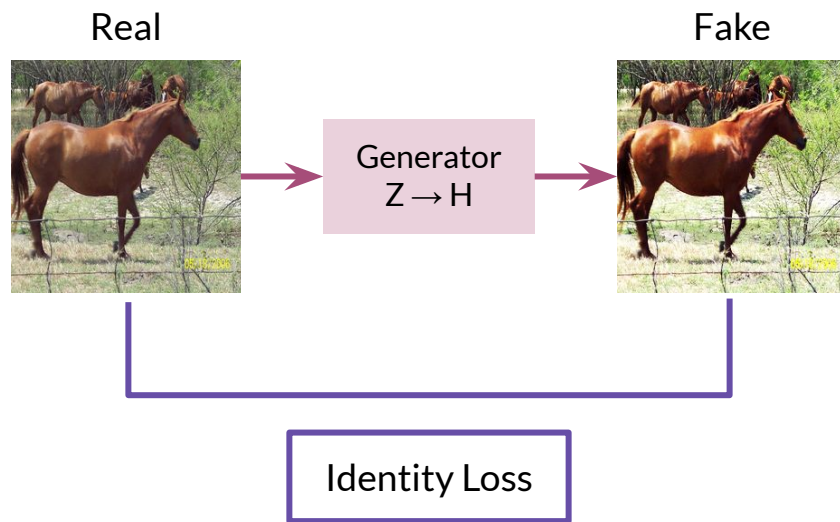 Real
Fake
Generator
Z → H
Identity Loss